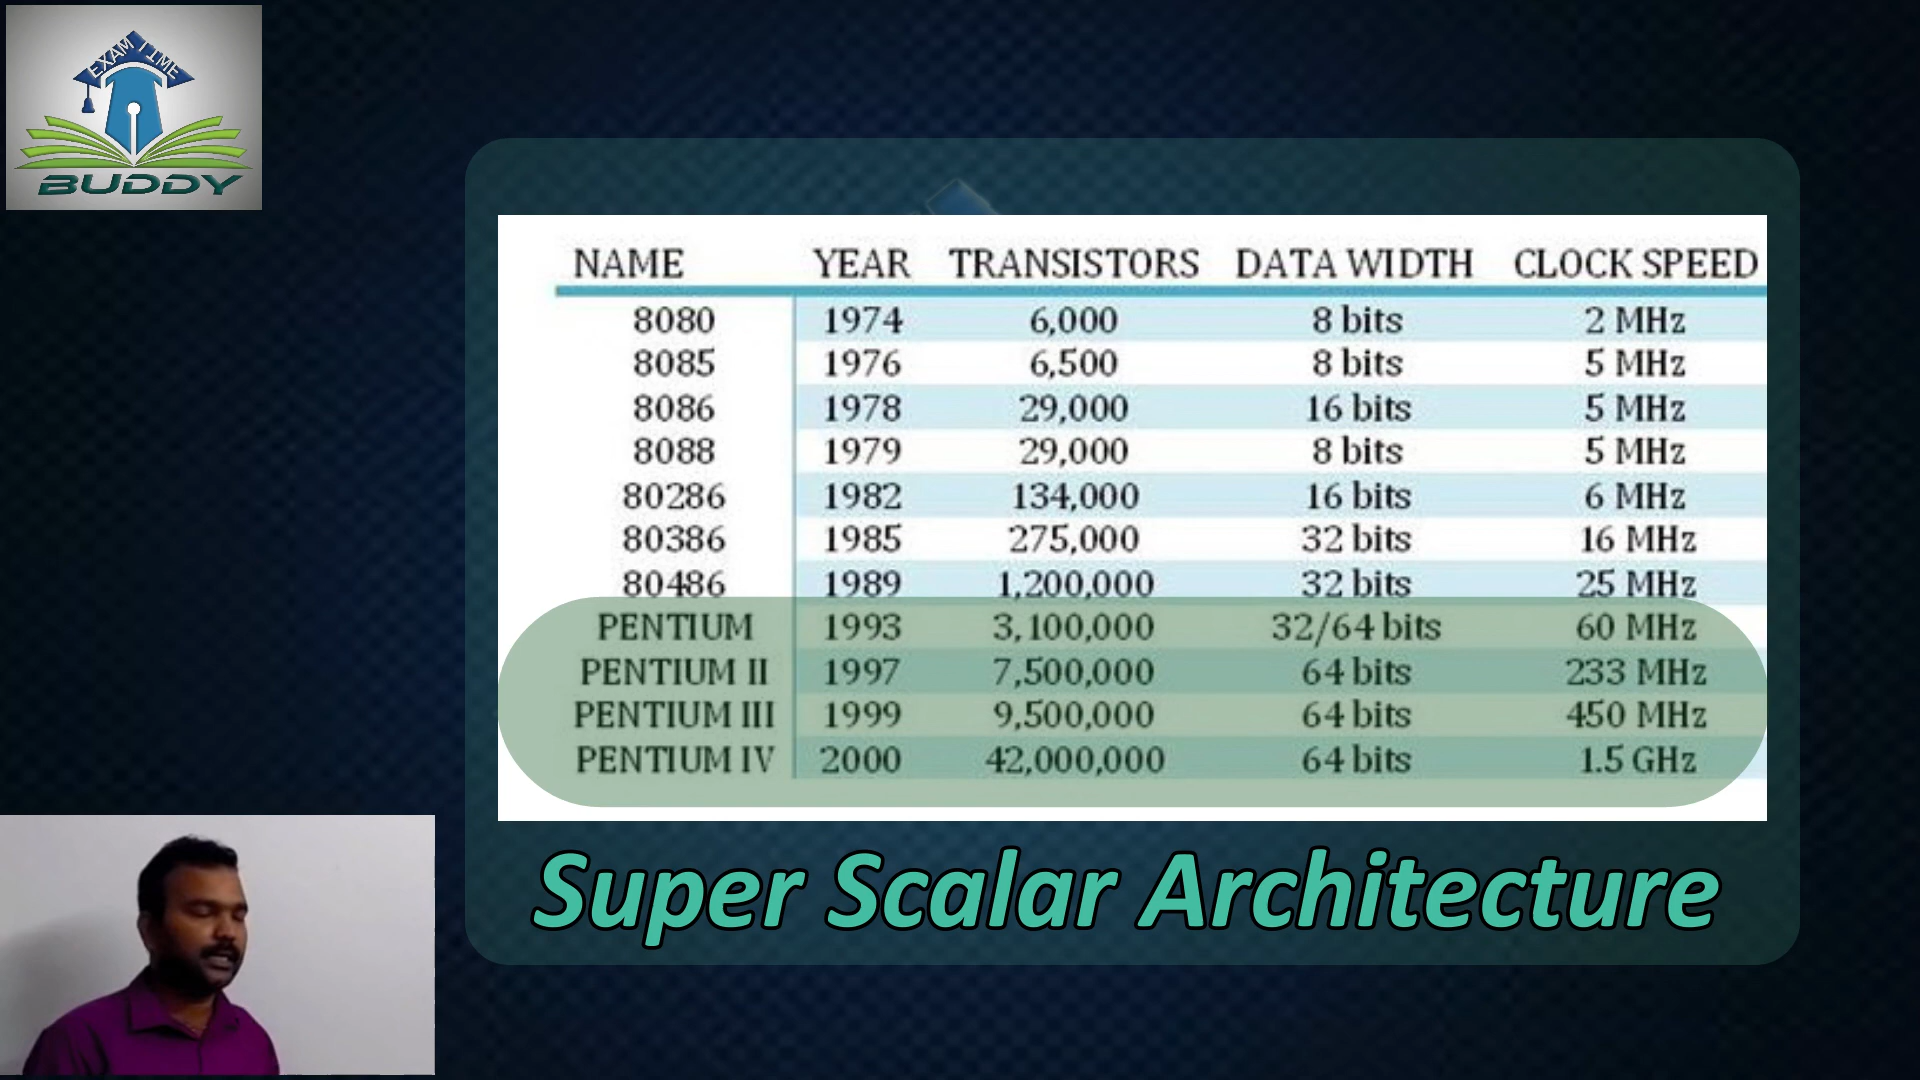 EXAM TIME
BUDDY
NAME YEAR TRANSISTORS DATA WIDTH CLOCK SPEED
8080 1974 6,000 8 bits 2 MHz
8085 1976 6,500 8 bits 5 MHz
8086 1978 29,000 16 bits 5 MHz
8088 1979 29,000 8 bits 5 MHz
80286 1982 134,000 16 bits 6 MHz
80386 1985 275,000 32 bits 16 MHz
80486 1989 1,200,000 32 bits 25 MHz
PENTIUM 1993 3,100,000 32/64 bits 60 MHz
PENTIUM II 1997 7,500,000 64 bits 233 MHz
PENTIUM III 1999 9,500,000 64 bits 450 MHz
PENTIUM IV 2000 42,000,000 64 bits 1.5 GHz
Super Scalar Architecture